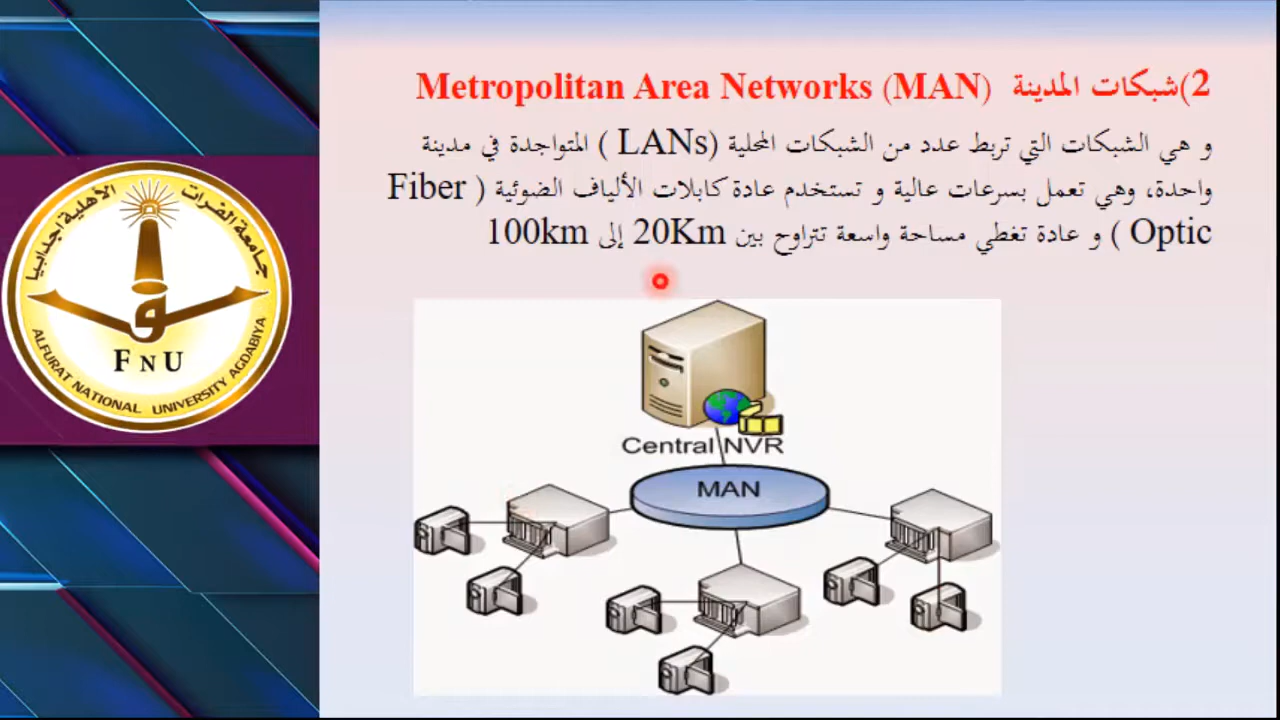 2)شبكات المدينة Metropolitan Area Networks (MAN)
و هي الشبكات التي تربط عدد من الشبكات المحلية (LANs ) المتواجدة في مدينة
واحدة، وهي تعمل بسرعات عالية و تستخدم عادة كابلات الألياف الضوئية ( Fiber
Optic ) و عادة تغطي مساحة واسعة تتراوح بين 20Km إلى 100km
جامعة الفرات الأهلية اجدابيا
FNU
ALFURAT NATIONAL UNIVERSITY AGDABIYA
Central NVR
MAN